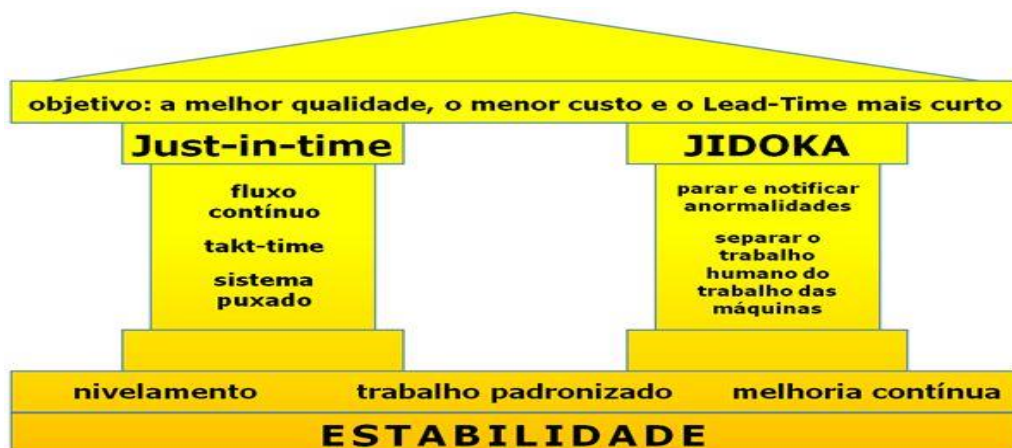 objetivo: a melhor qualidade, o menor custo e o Lead-Time mais curto
Just-in-time
fluxo
contínuo
takt-time
sistema
puxado
JIDOKA
parar e notificar
anormalidades
separar o
trabalho
humano do
trabalho das
máquinas
nivelamento trabalho padronizado melhoria contínua
ESTABILIDADE